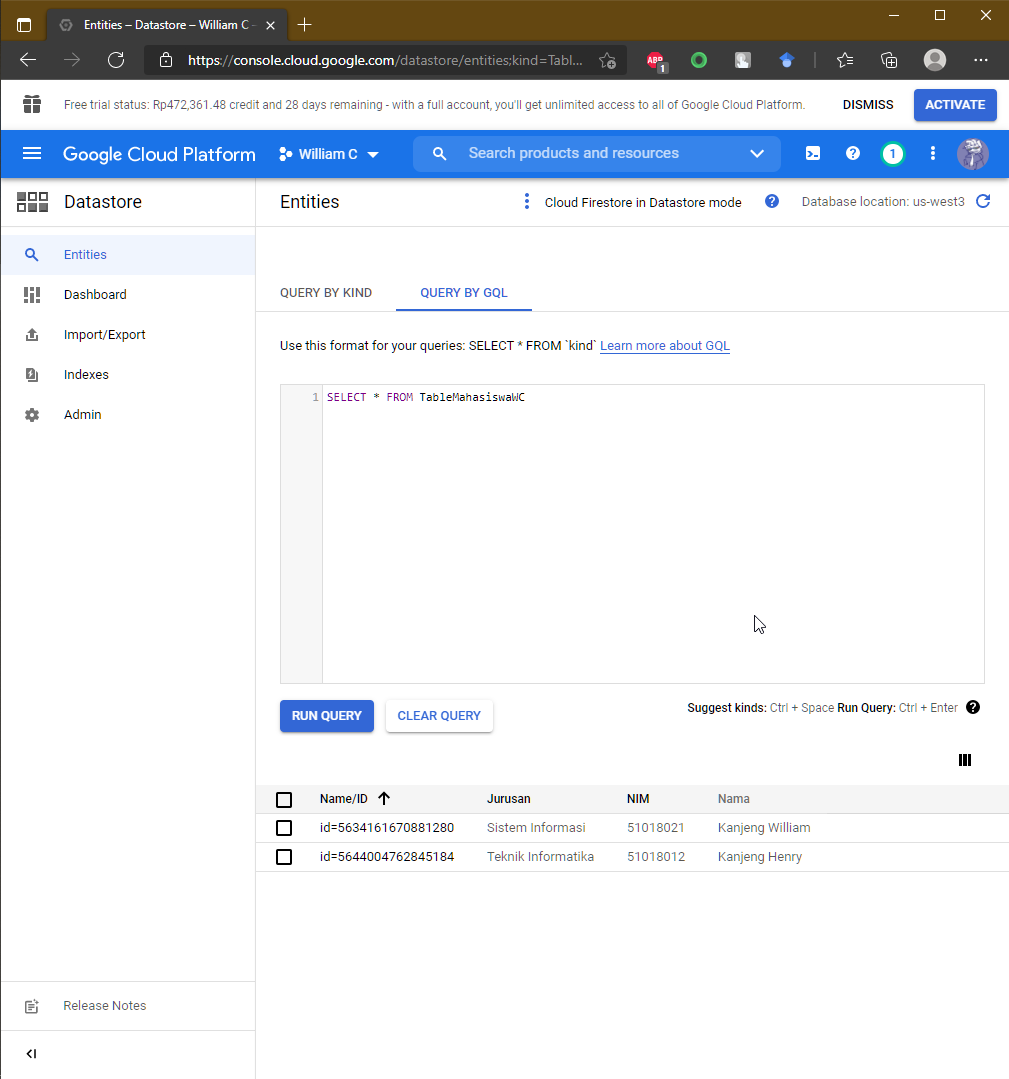 Entities – Datastore – William C -
https://console.cloud.google.com/datastore/entities;kind=Tabl...
ABP
1
Free trial status: Rp472,361.48 credit and 28 days remaining - with a full account, you'll get unlimited access to all of Google Cloud Platform.
DISMISS
ACTIVATE
Google Cloud Platform
William C
Search products and resources
1
Datastore
Entities
Cloud Firestore in Datastore mode
Database location: us-west3
Entities
Dashboard
Import/Export
Indexes
Admin
QUERY BY KIND
QUERY BY GQL
Use this format for your queries: SELECT * FROM `kind` Learn more about GQL
1 SELECT * FROM TableMahasiswaWC
RUN QUERY
CLEAR QUERY
Suggest kinds: Ctrl + Space Run Query: Ctrl + Enter
Name/ID Jurusan NIM Nama
id=5634161670881280 Sistem Informasi 51018021 Kanjeng William
id=5644004762845184 Teknik Informatika 51018012 Kanjeng Henry
Release Notes